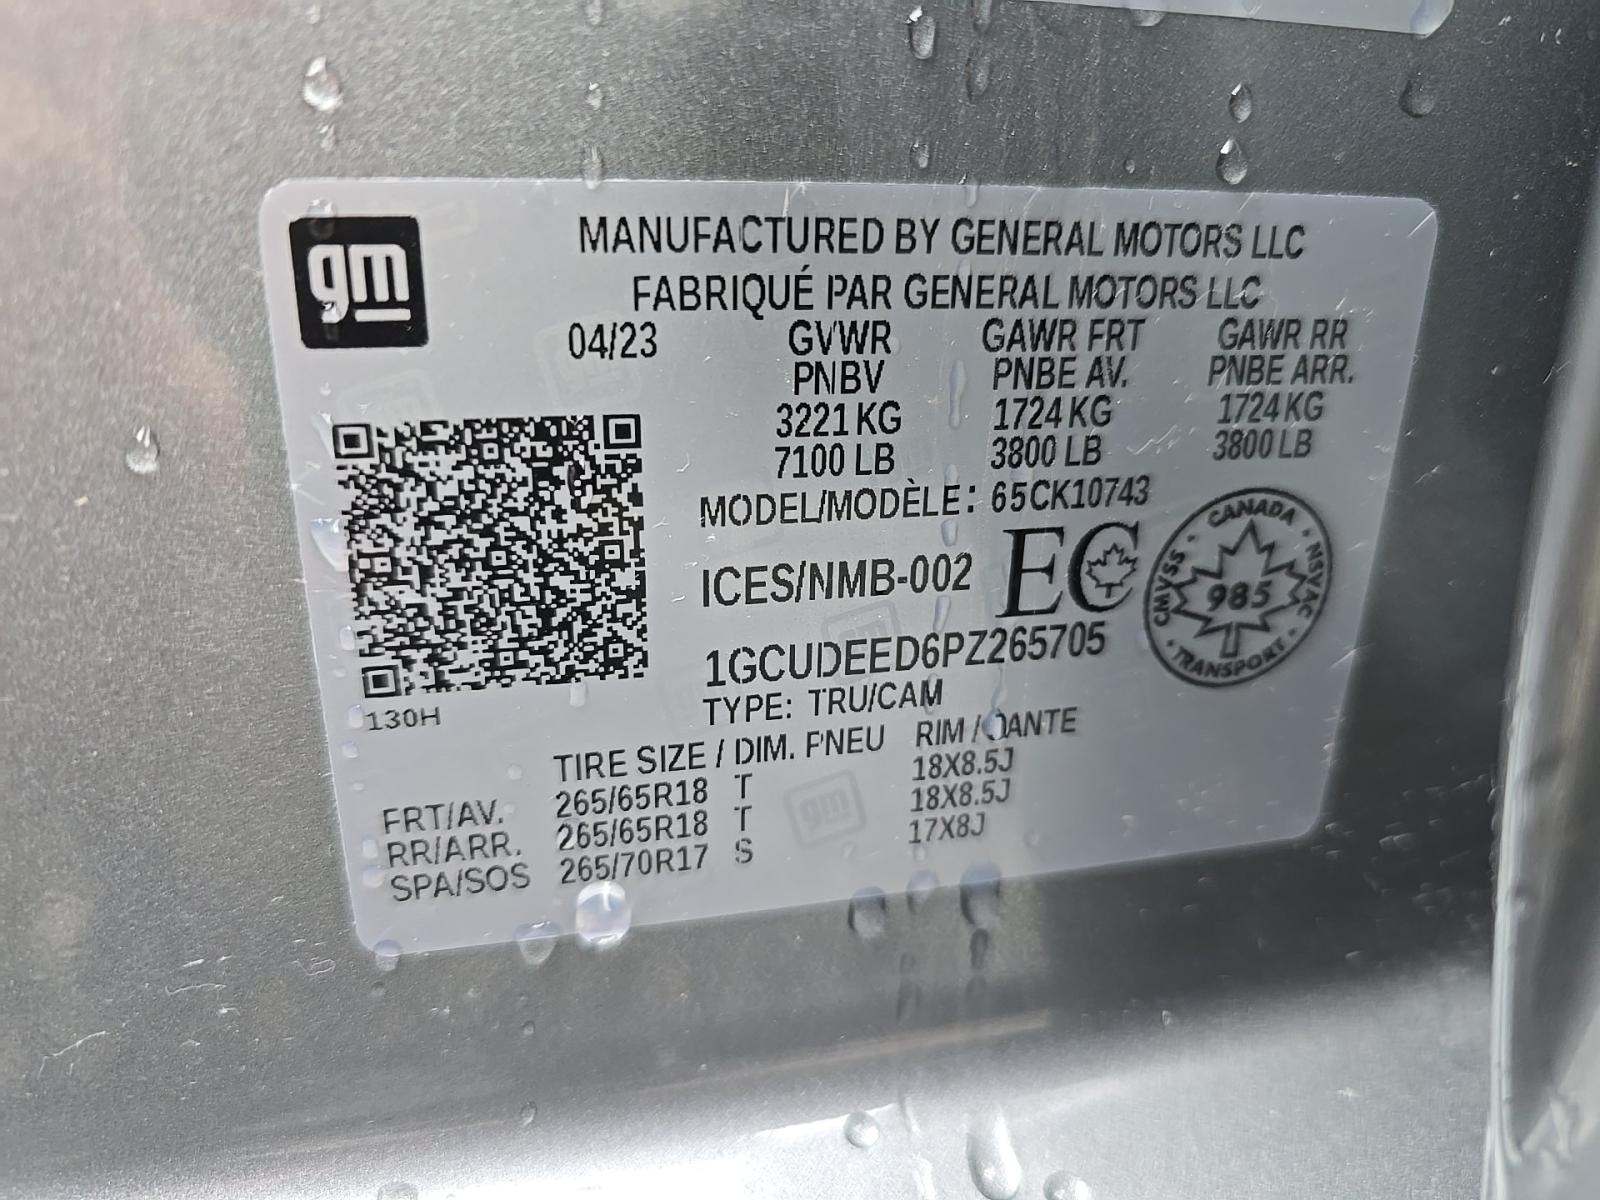 gm
MANUFACTURED BY GENERAL MOTORS LLC
FABRIQUÉ PAR GENERAL MOTORS LLC
04/23 GVWR GAWR FRT GAWR RR
PNBV PNBE AV. PNBE ARR.
3221 KG 1724 KG 1724 KG
7100 LB 3800 LB 3800 LB
MODEL/MODÈLE: 65CK10743
ICES/NMB-002 EC
CANADA · NSVAC · TRANSPORT · CMVSS ·
985
1GCUDEED6PZ265705
130H
TYPE: TRU/CAM
TIRE SIZE / DIM. PNEU RIM / JANTE
FRT/AV. 265/65R18 T 18X8.5J
RR/ARR. 265/65R18 T 18X8.5J
SPA/SOS 265/70R17 S 17X8J
gm